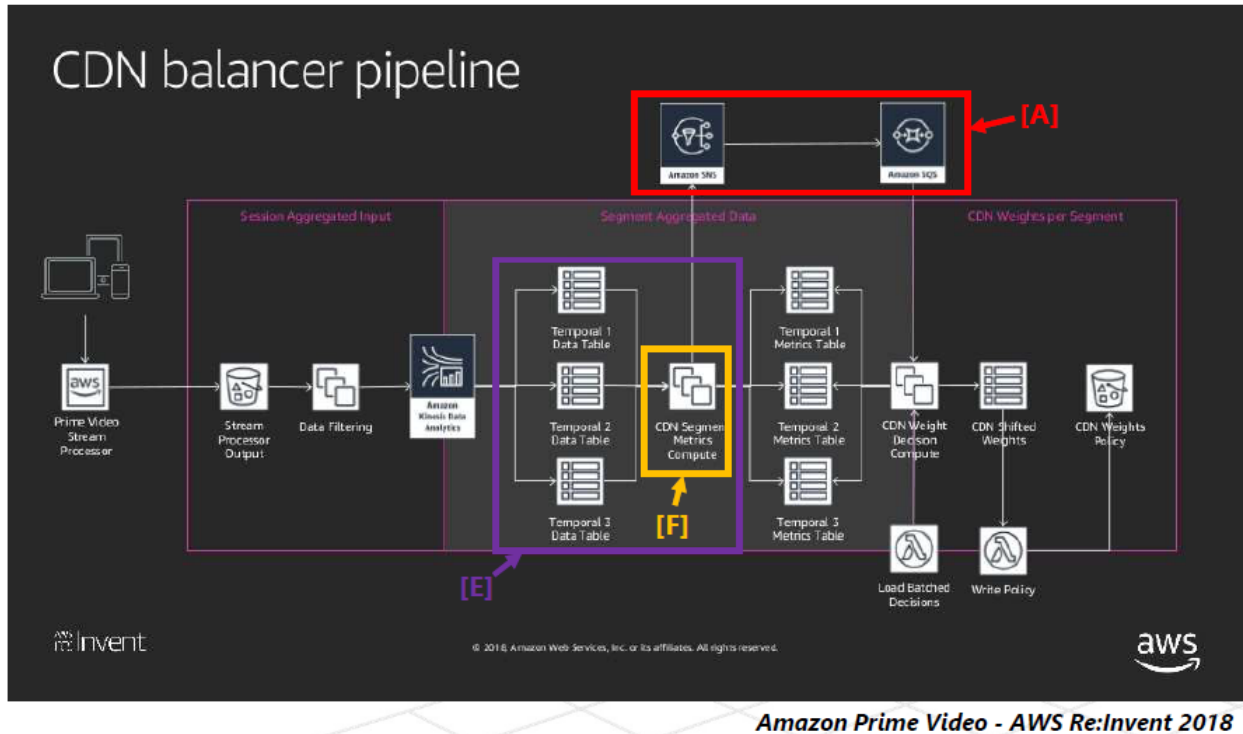 CDN balancer pipeline
[A]
Amazon SNS
Amazon SQS
Session Aggregated Input
Segment Aggregated Data
CDN Weights per Segment
Temporal 1
Data Table
Temporal 1
Metrics Table
aws
Prime Video
Stream
Processor
Stream
Processor
Output
Data Filtering
Amazon
Kinesis Data
Analytics
Temporal 2
Data Table
CDN Segmen
Metrics
Compute
Temporal 2
Metrics Table
CDN Weight
Decision
Compute
CDN Shifted
Weights
CDN Weights
Policy
Temporal 3
Data Table
[F]
Temporal 3
Metrics Table
[E]
Load Batched
Decisions
Write Policy
aws re:Invent
© 2018, Amazon Web Services, Inc. or its affiliates. All rights reserved.
aws
Amazon Prime Video - AWS Re:Invent 2018